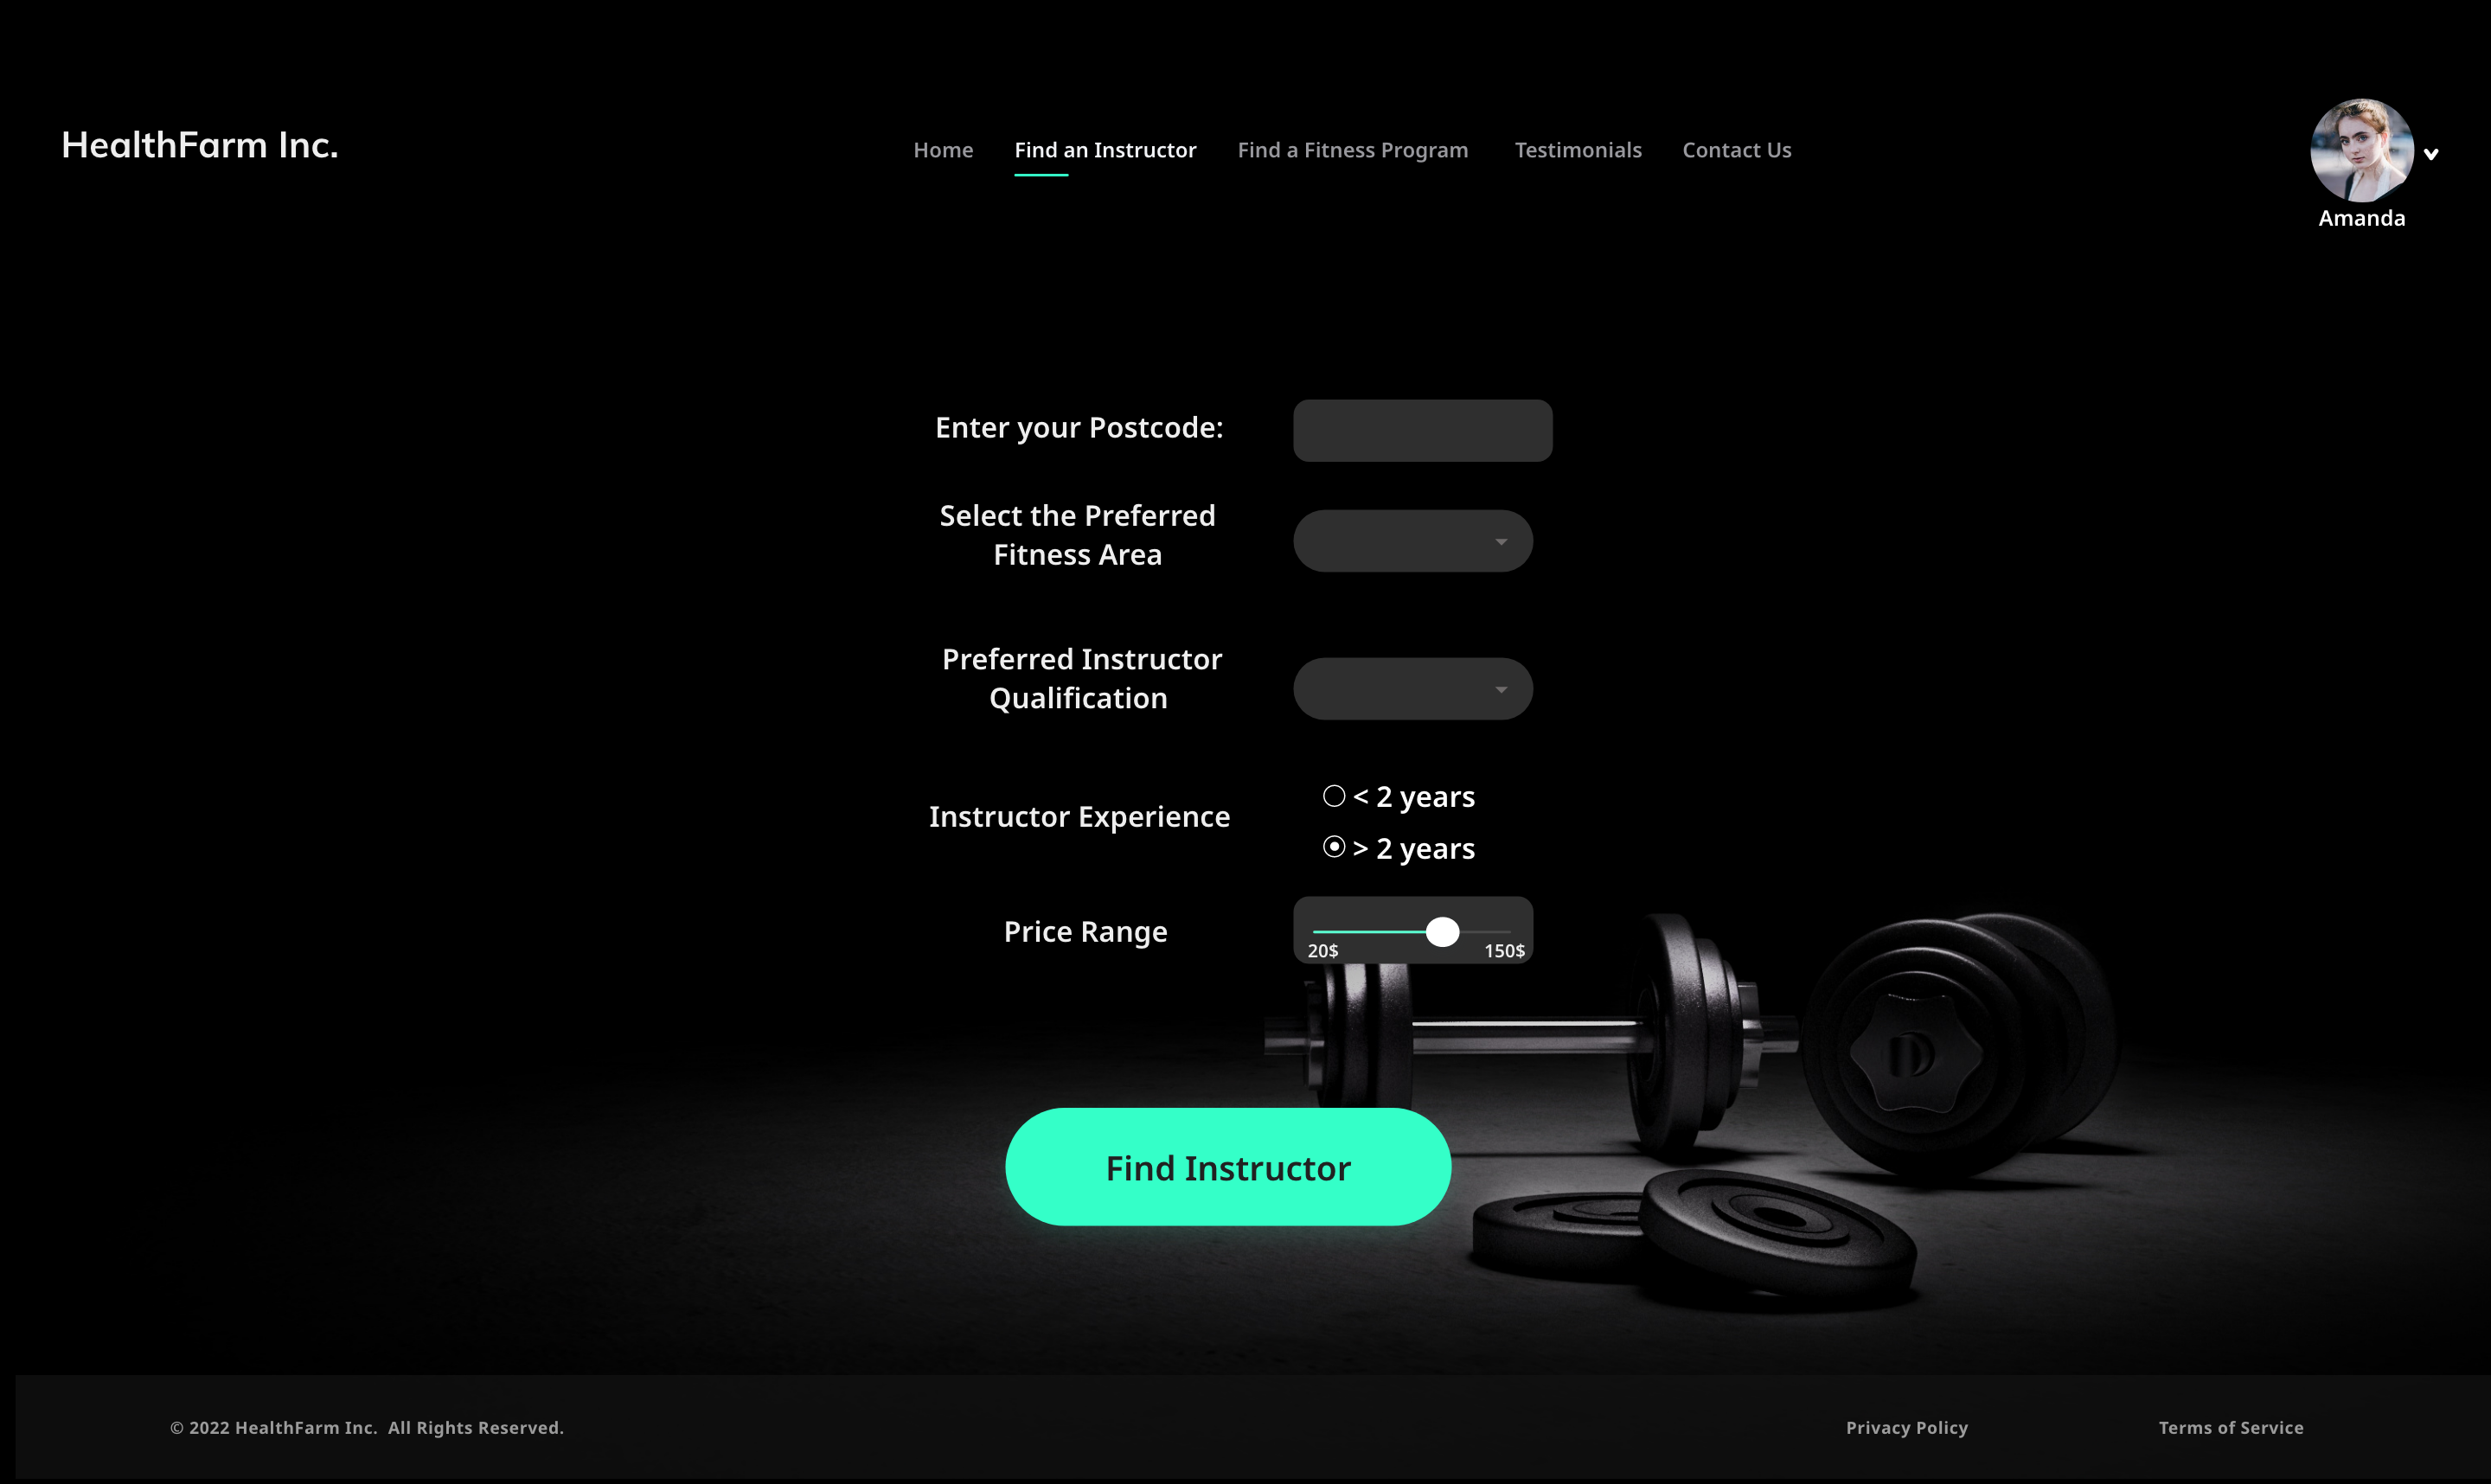 HealthFarm Inc.
Home
Find an Instructor
Find a Fitness Program
Testimonials
Contact Us
Amanda
Enter your Postcode:
Select the Preferred
Fitness Area
Preferred Instructor
Qualification
Instructor Experience
< 2 years
> 2 years
Price Range
20$
150$
Find Instructor
© 2022 HealthFarm Inc.  All Rights Reserved.
Privacy Policy
Terms of Service